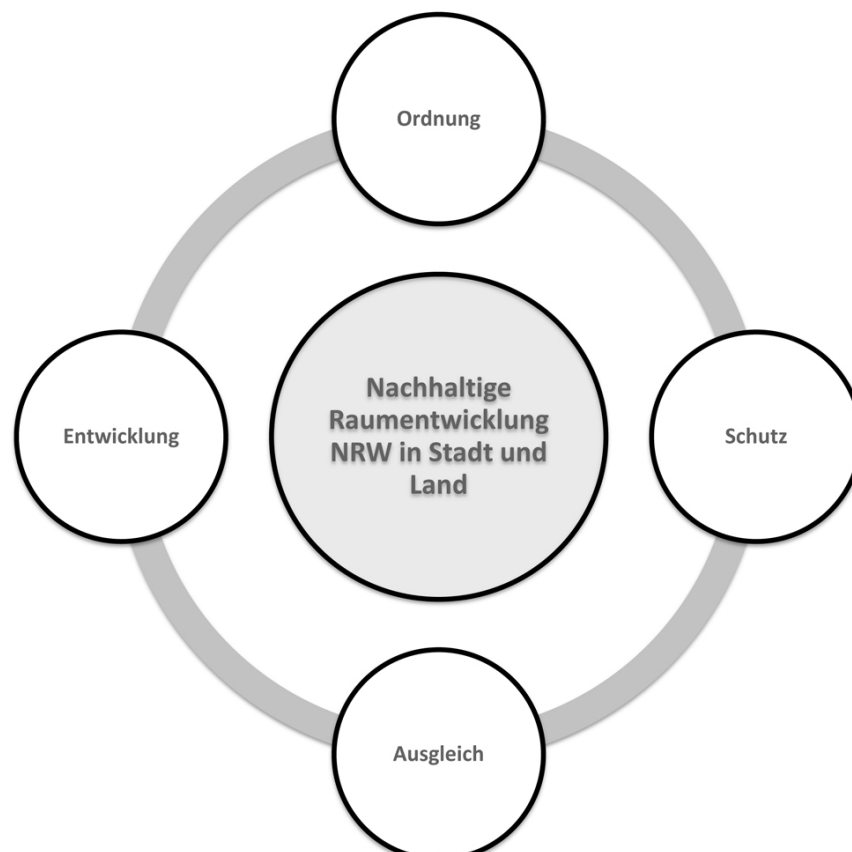 Ordnung
Nachhaltige
Raumentwicklung
NRW in Stadt und
Land
Entwicklung
Schutz
Ausgleich